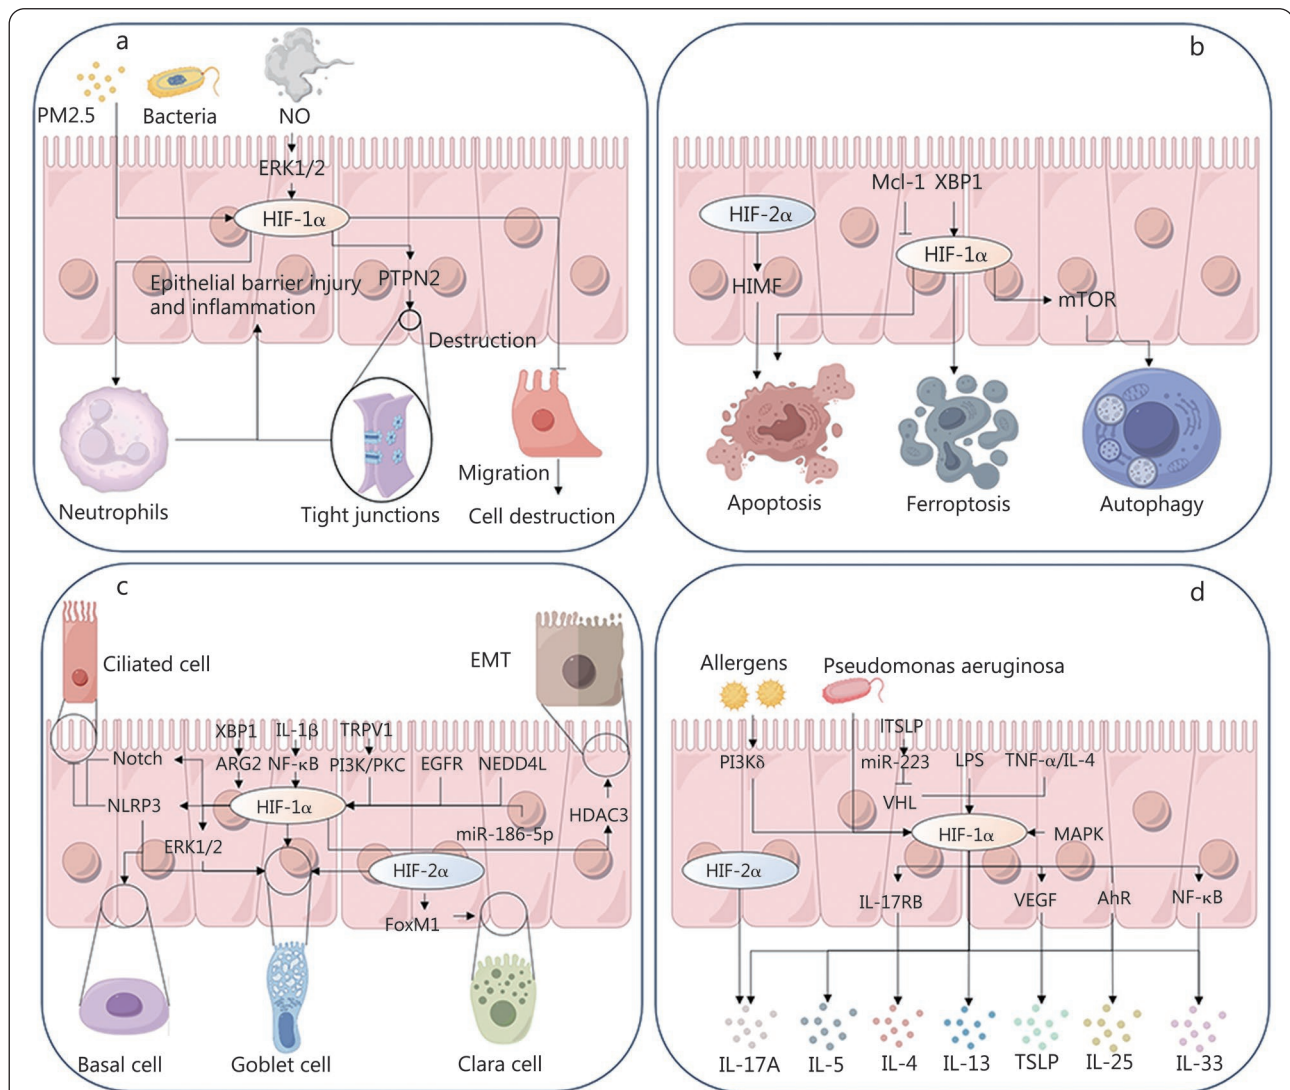 a
PM2.5
Bacteria
NO
ERK1/2
HIF-1α
Epithelial barrier injury
and inflammation
PTPN2
Destruction
Migration
Neutrophils
Tight junctions
Cell destruction
b
Mcl-1
XBP1
HIF-2α
HIF-1α
HIMF
mTOR
Apoptosis
Ferroptosis
Autophagy
c
Ciliated cell
EMT
XBP1
IL-1β
TRPV1
Notch
ARG2
NF-κB
PI3K/PKC
EGFR
NEDD4L
NLRP3
HIF-1α
HDAC3
miR-186-5p
ERK1/2
HIF-2α
FoxM1
Basal cell
Goblet cell
Clara cell
d
Allergens
Pseudomonas aeruginosa
lTSLP
PI3Kδ
miR-223
LPS
TNF-α/IL-4
VHL
HIF-1α
MAPK
HIF-2α
IL-17RB
VEGF
AhR
NF-κB
IL-17A
IL-5
IL-4
IL-13
TSLP
IL-25
IL-33